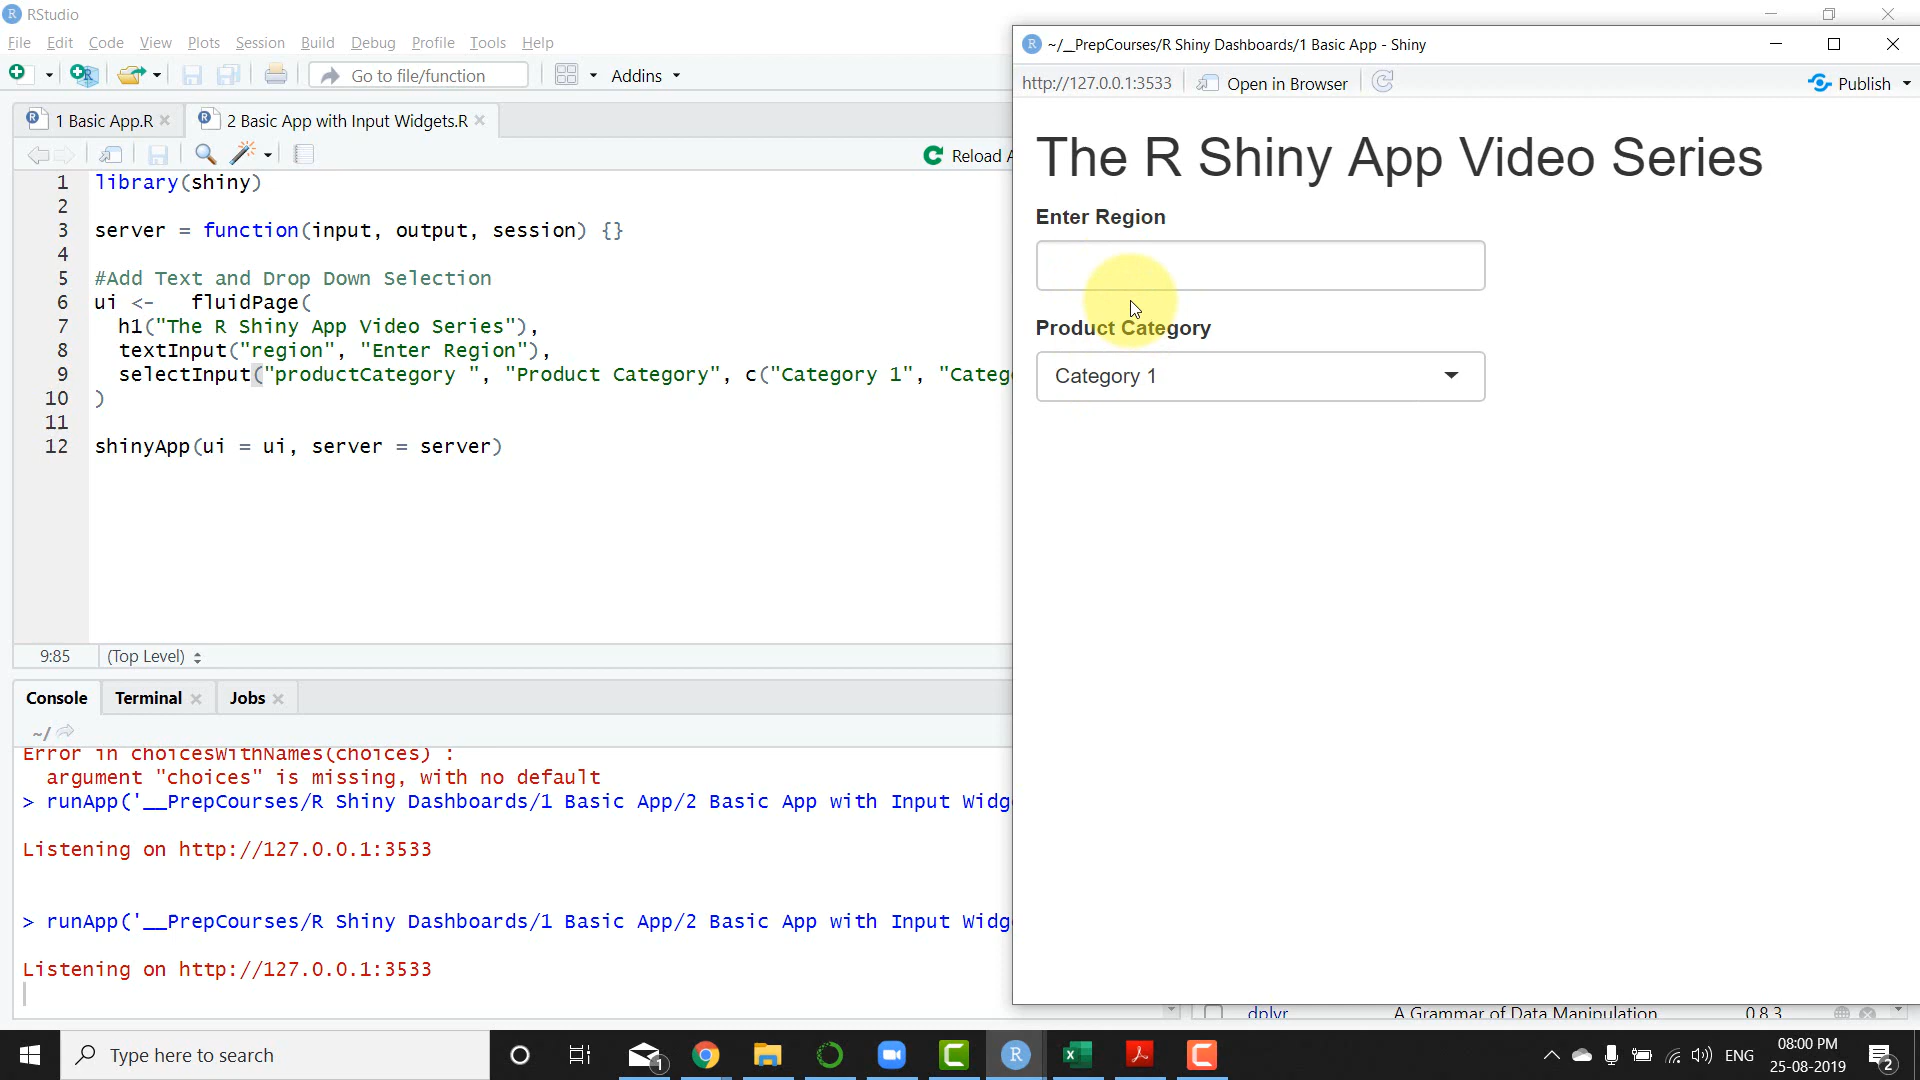 RStudio
File Edit Code View Plots Session Build Debug Profile Tools Help
Go to file/function
Addins
1 Basic App.R
2 Basic App with Input Widgets.R
Reload A
1 library(shiny)
2
3 server = function(input, output, session) {}
4
5 #Add Text and Drop Down Selection
6 ui <-   fluidPage(
7 h1("The R Shiny App Video Series"),
8 textInput("region", "Enter Region"),
9 selectInput("productCategory ", "Product Category", c("Category 1", "Categ
10 )
11
12 shinyApp(ui = ui, server = server)
9:85 (Top Level)
Console Terminal Jobs
~/
Error in choicesWithNames(choices) :
argument "choices" is missing, with no default
> runApp('__PrepCourses/R Shiny Dashboards/1 Basic App/2 Basic App with Input Widg
Listening on http://127.0.0.1:3533
> runApp('__PrepCourses/R Shiny Dashboards/1 Basic App/2 Basic App with Input Widg
Listening on http://127.0.0.1:3533
~/__PrepCourses/R Shiny Dashboards/1 Basic App - Shiny
http://127.0.0.1:3533 Open in Browser Publish
The R Shiny App Video Series
Enter Region
Product Category
Category 1
dplyr A Grammar of Data Manipulation 0.8.3
Type here to search
1
ENG
08:00 PM
25-08-2019
2